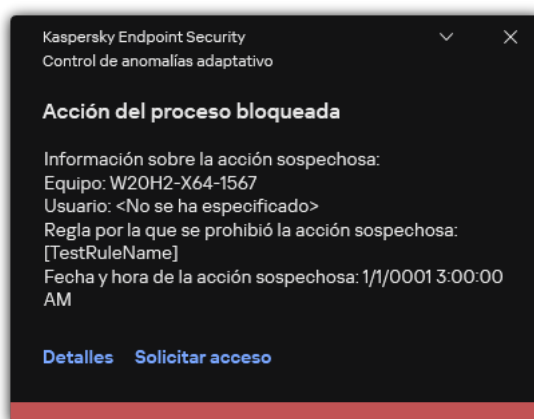 Kaspersky Endpoint Security
Control de anomalías adaptativo
Acción del proceso bloqueada
Información sobre la acción sospechosa:
Equipo: W20H2-X64-1567
Usuario: <No se ha especificado>
Regla por la que se prohibió la acción sospechosa:
[TestRuleName]
Fecha y hora de la acción sospechosa: 1/1/0001 3:00:00
AM
Detalles Solicitar acceso